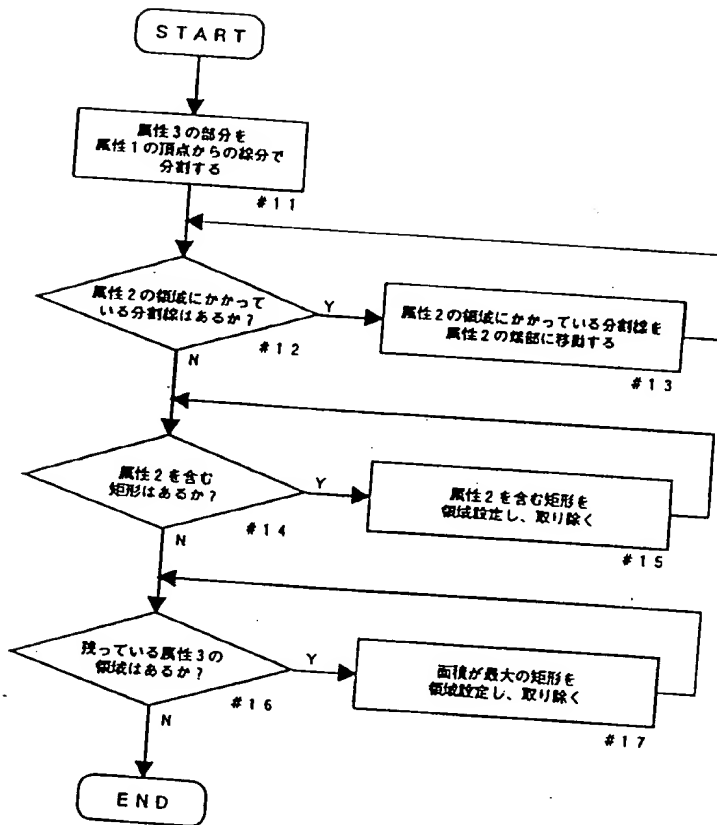 START
属性3の部分を
属性1の頂点からの線分で
分割する
#11
属性2の領域にかかって
いる分割線はあるか?
Y
#12
N
属性2の領域にかかっている分割線を
属性2の端部に移動する
#13
属性2を含む
矩形はあるか?
Y
#14
N
属性2を含む矩形を
領域設定し、取り除く
#15
残っている属性3の
領域はあるか?
Y
#16
N
面積が最大の矩形を
領域設定し、取り除く
#17
END